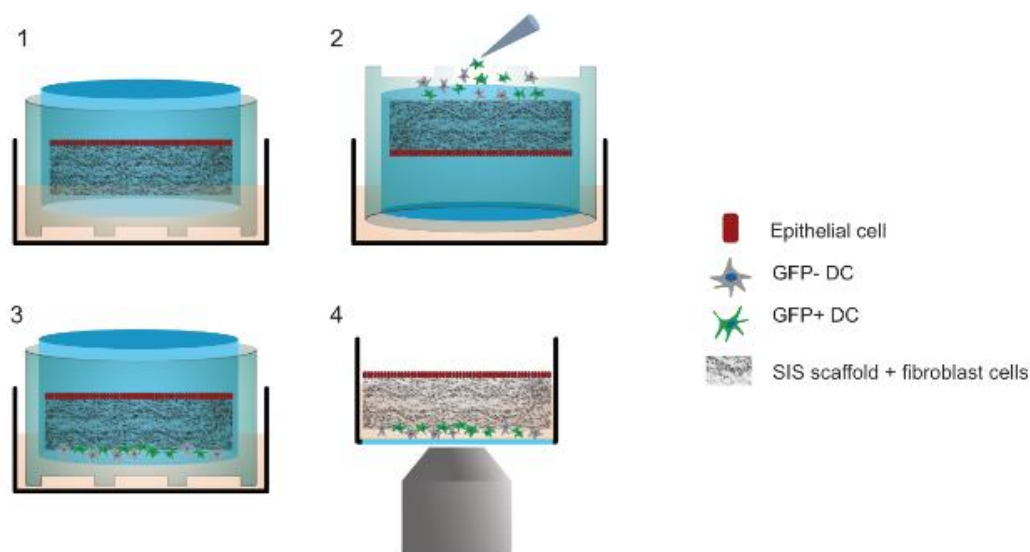 1
2
3
4
Epithelial cell
GFP- DC
GFP+ DC
SIS scaffold + fibroblast cells